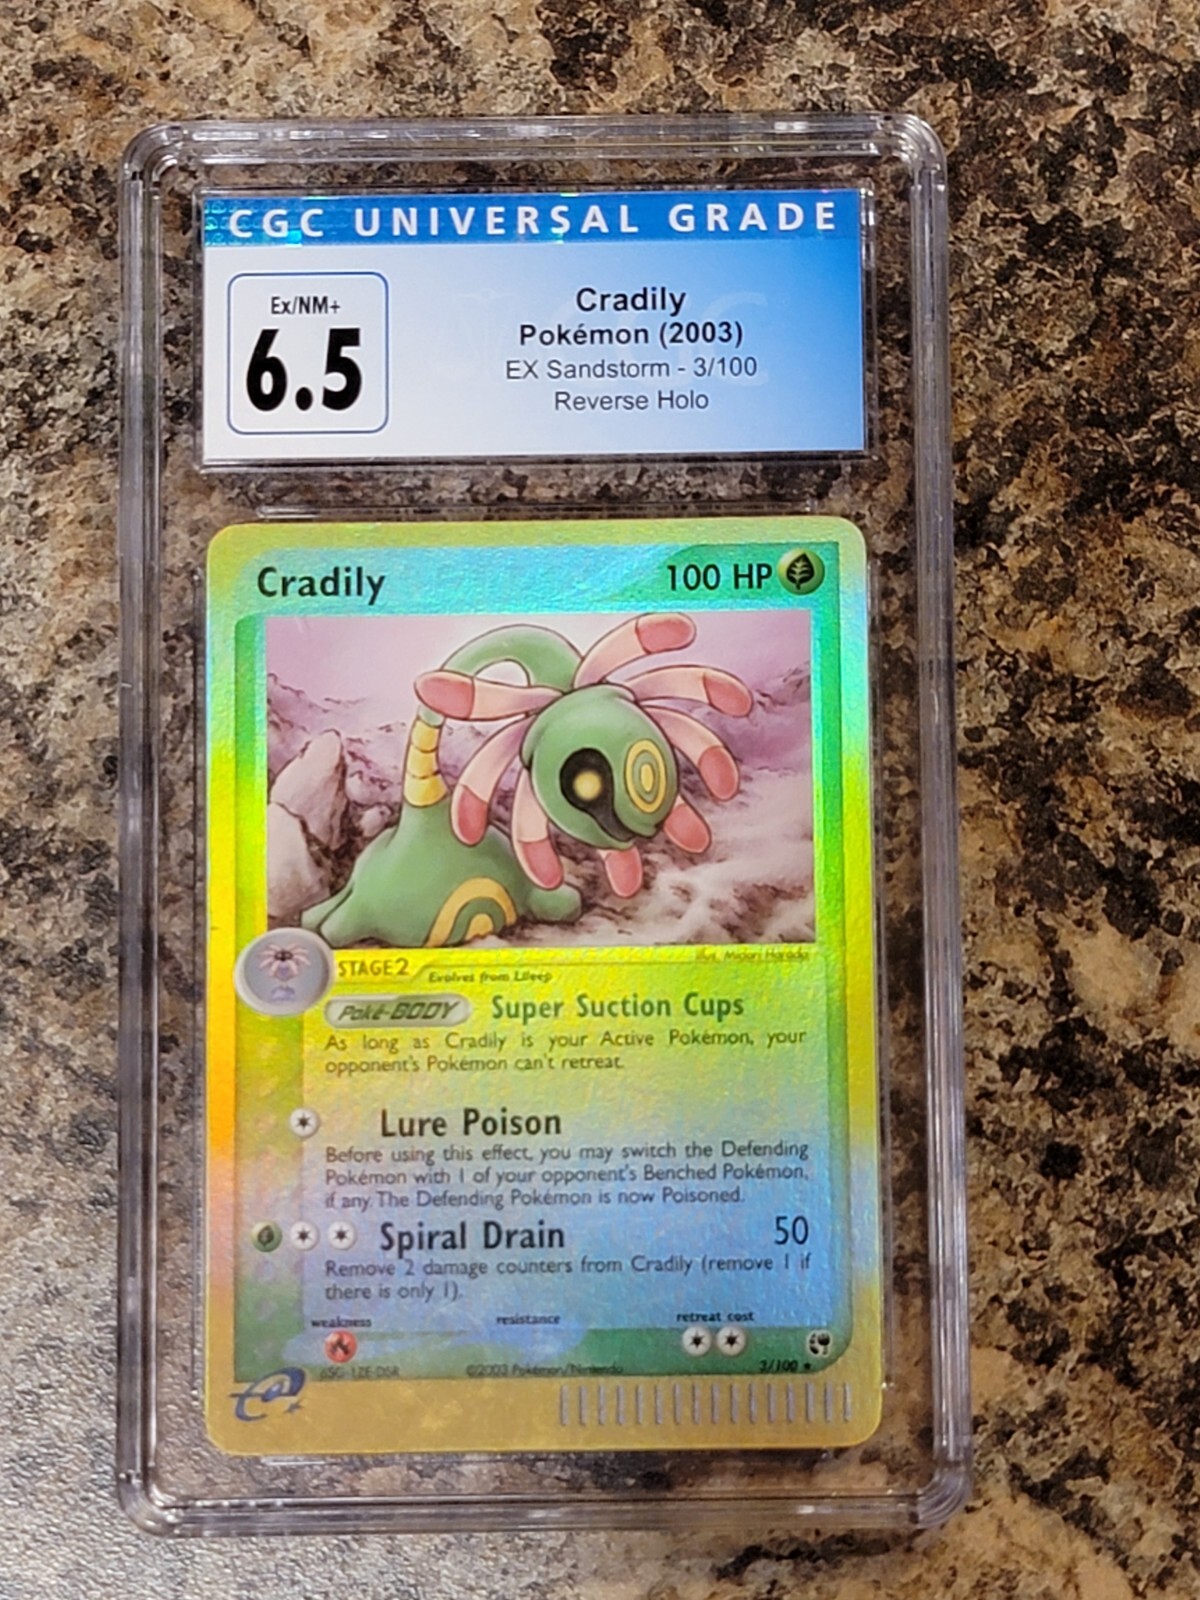 CGC UNIVERSAL GRADE
Ex/NM+
6.5
Cradily
Pokémon (2003)
EX Sandstorm - 3/100
Reverse Holo
Cradily
100 HP
illus. Midori Harada
STAGE2
Evolves from Lileep
Poké-BODY Super Suction Cups
As long as Cradily is your Active Pokémon, your
opponent's Pokémon can't retreat.
Lure Poison
Before using this effect, you may switch the Defending
Pokémon with 1 of your opponent's Benched Pokémon,
if any. The Defending Pokémon is now Poisoned.
Spiral Drain 50
Remove 2 damage counters from Cradily (remove 1 if
there is only 1).
weakness resistance retreat cost
©2003 Pokémon/Nintendo
3/100 ★
e